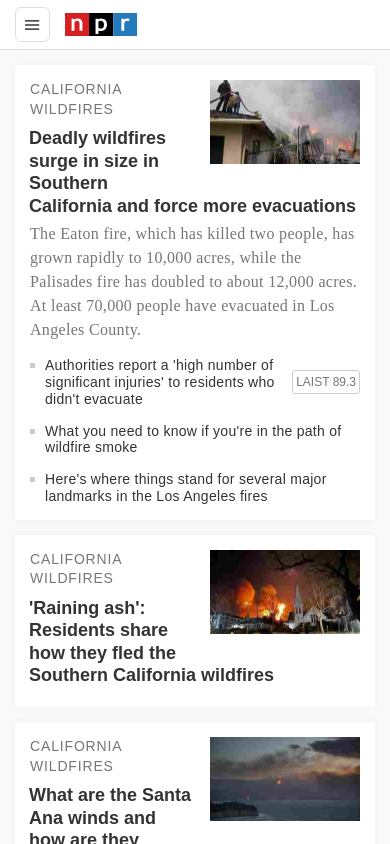 npr
CALIFORNIA
WILDFIRES
Deadly wildfires
surge in size in
Southern
California and force more evacuations
The Eaton fire, which has killed two people, has
grown rapidly to 10,000 acres, while the
Palisades fire has doubled to about 12,000 acres.
At least 70,000 people have evacuated in Los
Angeles County.
Authorities report a 'high number of
significant injuries' to residents who
didn't evacuate
LAIST 89.3
What you need to know if you're in the path of
wildfire smoke
Here's where things stand for several major
landmarks in the Los Angeles fires
CALIFORNIA
WILDFIRES
'Raining ash':
Residents share
how they fled the
Southern California wildfires
CALIFORNIA
WILDFIRES
What are the Santa
Ana winds and
how are they